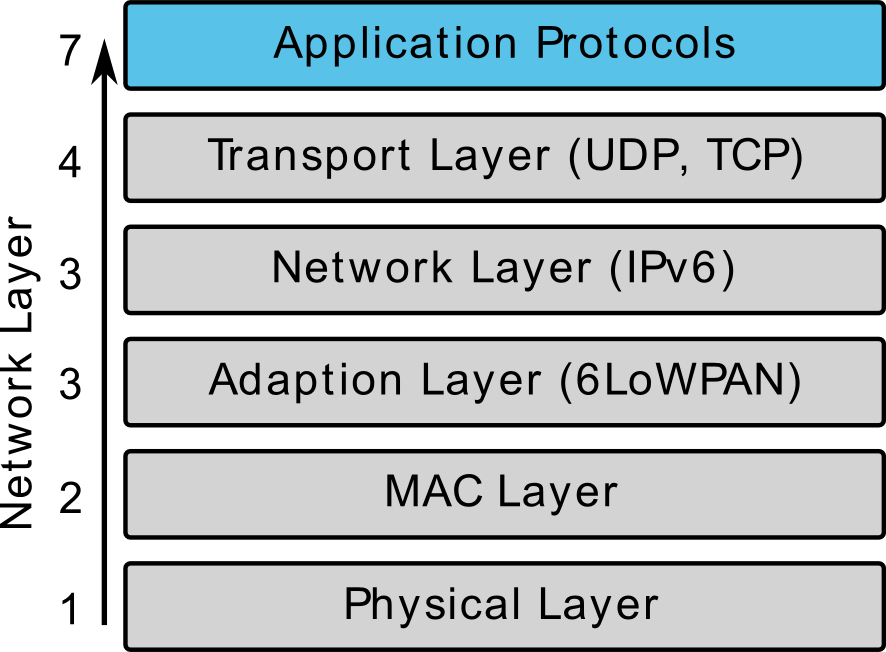 7 Application Protocols
4 Transport Layer (UDP, TCP)
3 Network Layer (IPv6)
3 Adaption Layer (6LoWPAN)
2 MAC Layer
1 Physical Layer
Network Layer